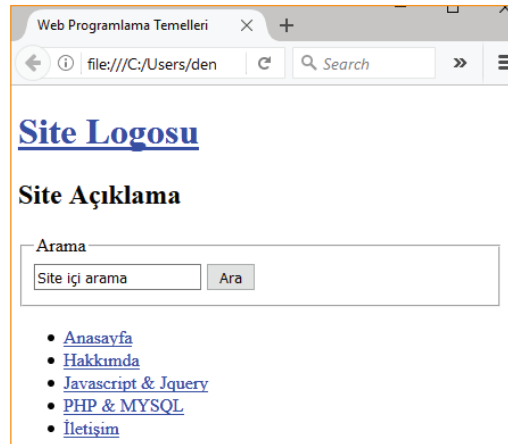 Web Programlama Temelleri
file:///C:/Users/den
Search
Site Logosu
Site Açıklama
Arama
Site içi arama Ara
Anasayfa
Hakkımda
Javascript & Jquery
PHP & MYSQL
İletişim